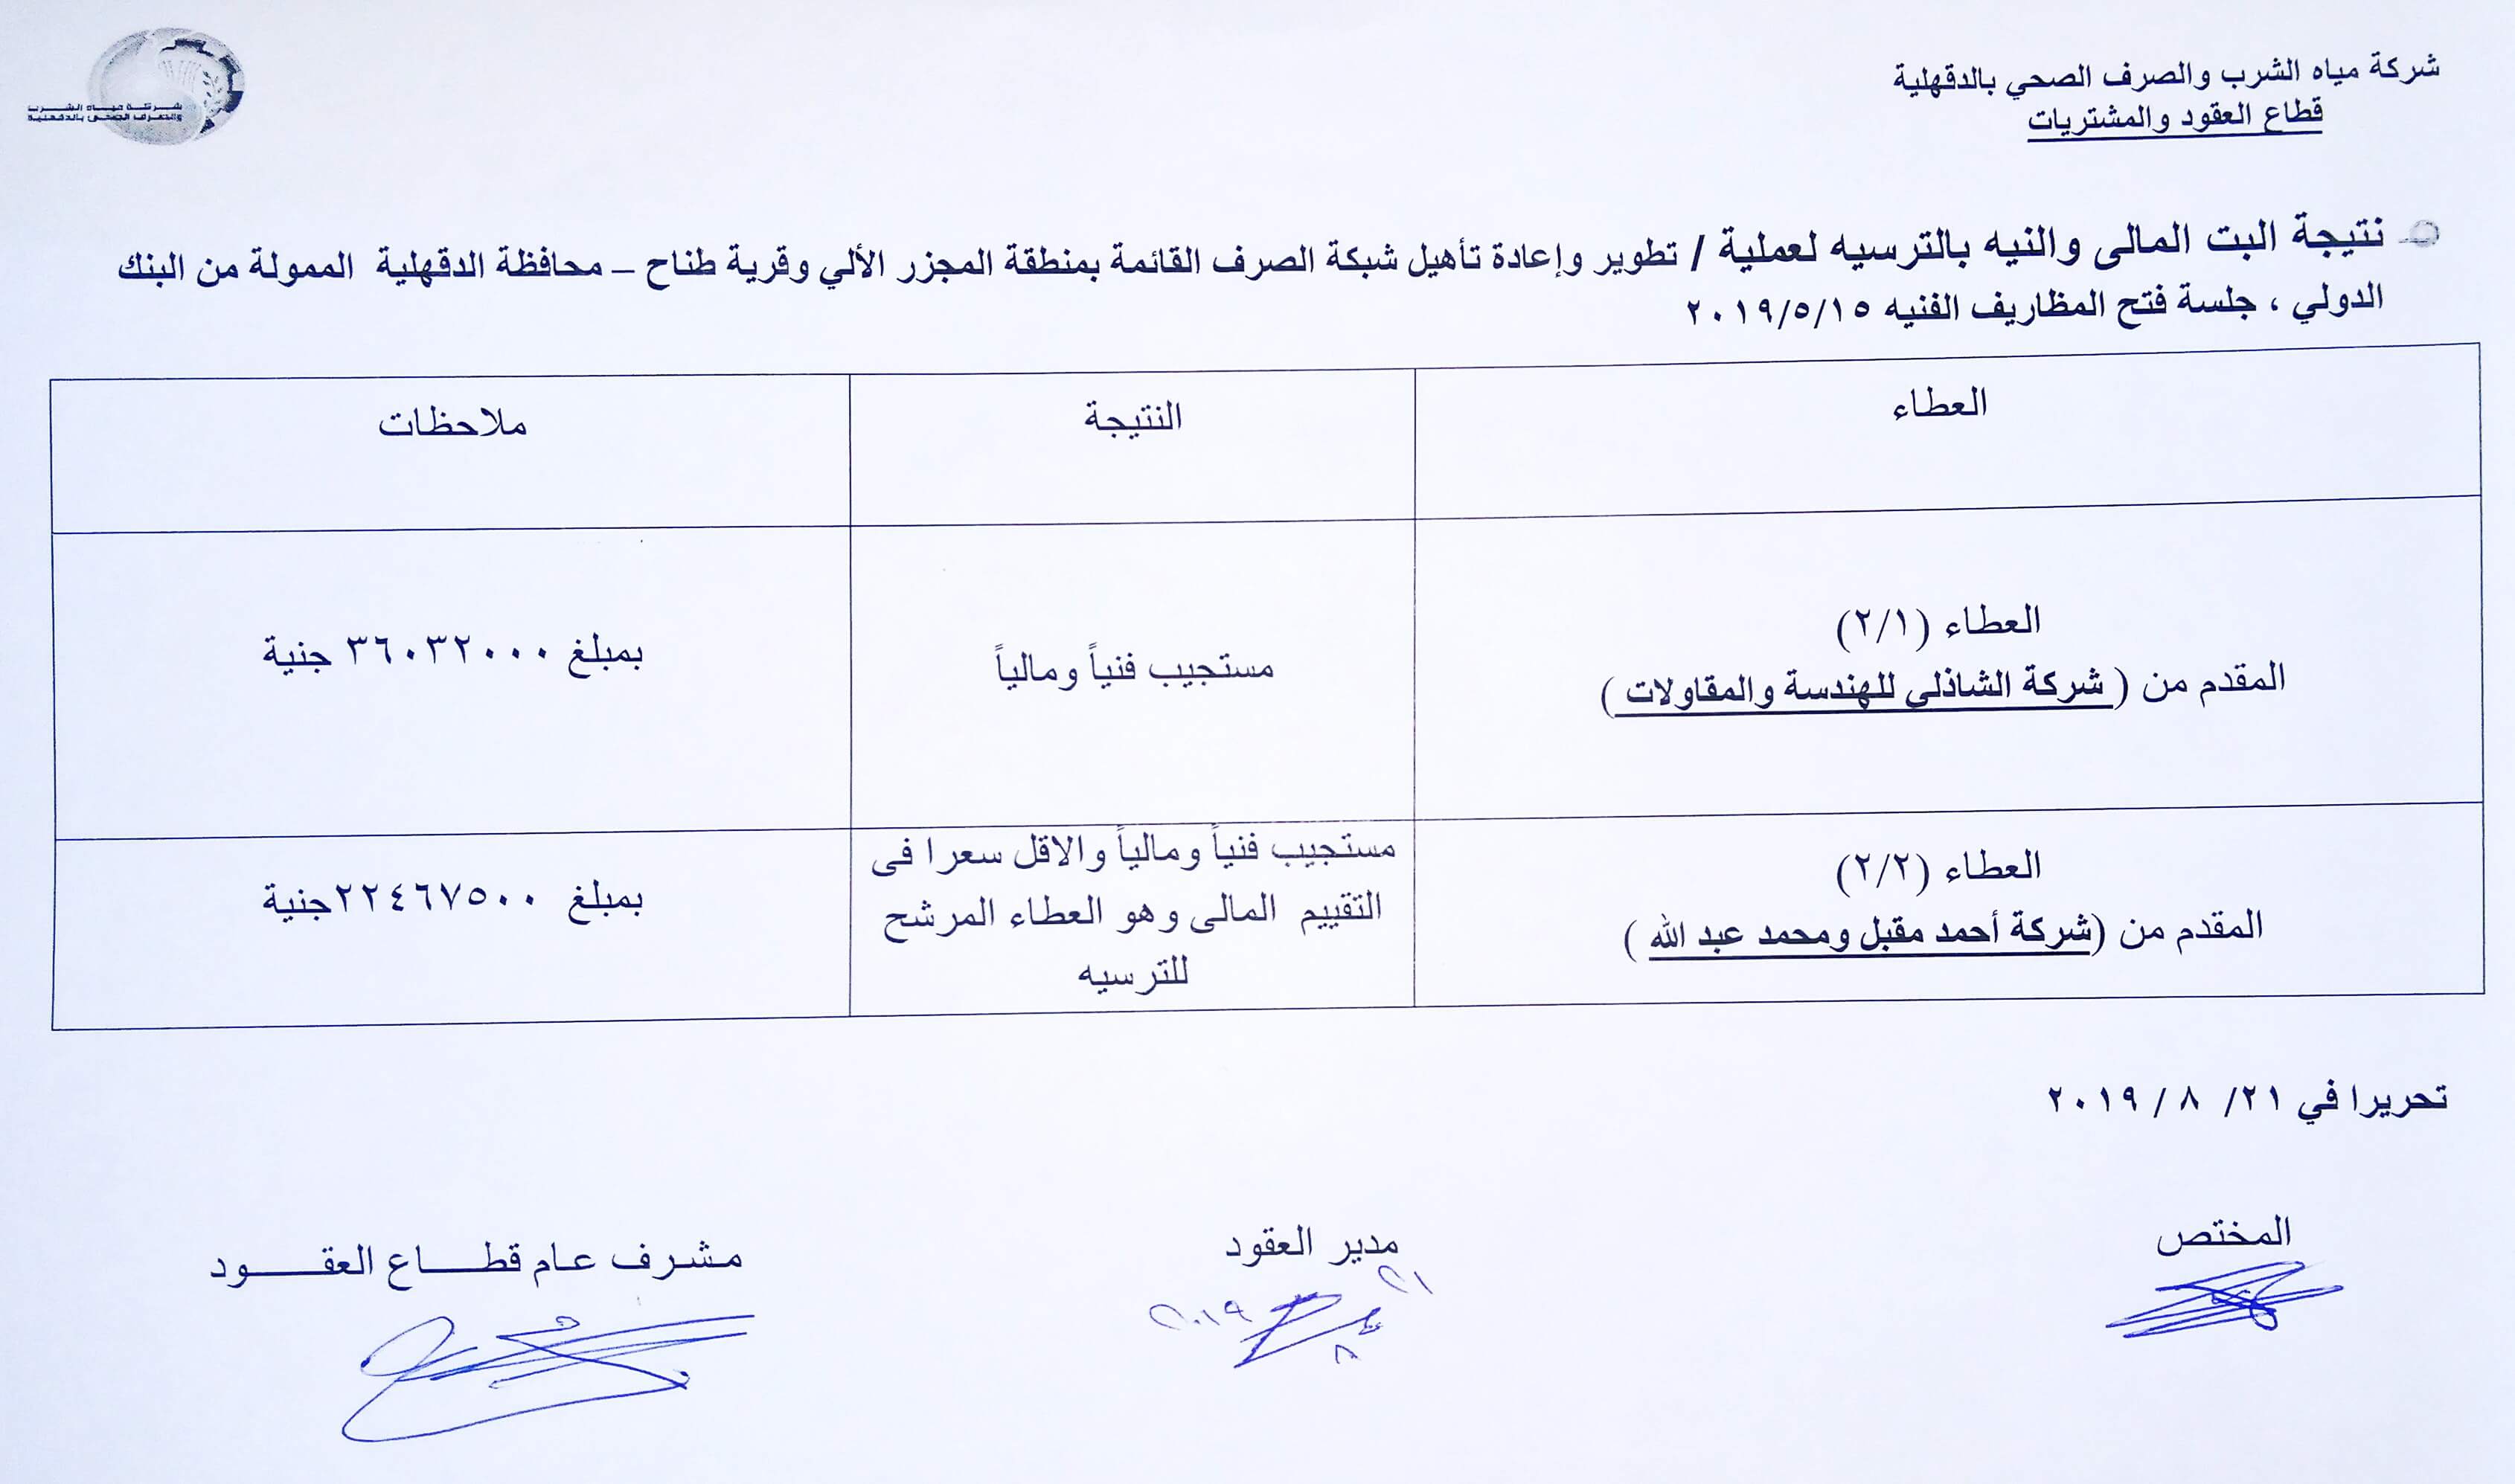 شركة مياه الشرب والصرف الصحي بالدقهلية
قطاع العقود والمشتريات
شركة مياه الشرب
والصرف الصحى بالدقهلية
نتيجة البت المالى والنيه بالترسيه لعملية / تطوير وإعادة تأهيل شبكة الصرف القائمة بمنطقة المجزر الألي وقرية طناح – محافظة الدقهلية الممولة من البنك
الدولي ، جلسة فتح المظاريف الفنيه ٢٠١٩/٥/١٥
العطاء
النتيجة
ملاحظات
العطاء (٢/١)
المقدم من ( شركة الشاذلي للهندسة والمقاولات )
مستجيب فنياً ومالياً
بمبلغ ٣٦٠٣٢٠٠٠ جنية
العطاء (٢/٢)
المقدم من (شركة أحمد مقبل ومحمد عبد الله )
مستجيب فنياً ومالياً والاقل سعرا فى
التقييم المالى وهو العطاء المرشح
للترسيه
بمبلغ ٢٢٤٦٧٥٠٠جنية
تحريرا في ٢١/ ٨ / ٢٠١٩
المختص
مدير العقود
مشرف عام قطــــاع العقــــــود
٢١
٨
٢٠١٩